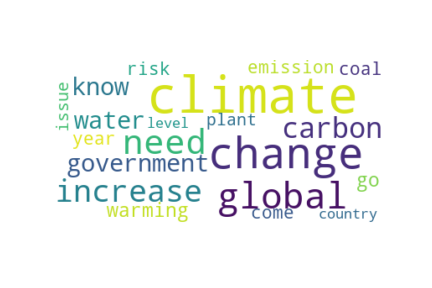 risk emission coal
issue know climate
water level plant carbon
year need change
government
increase global go
warming come country